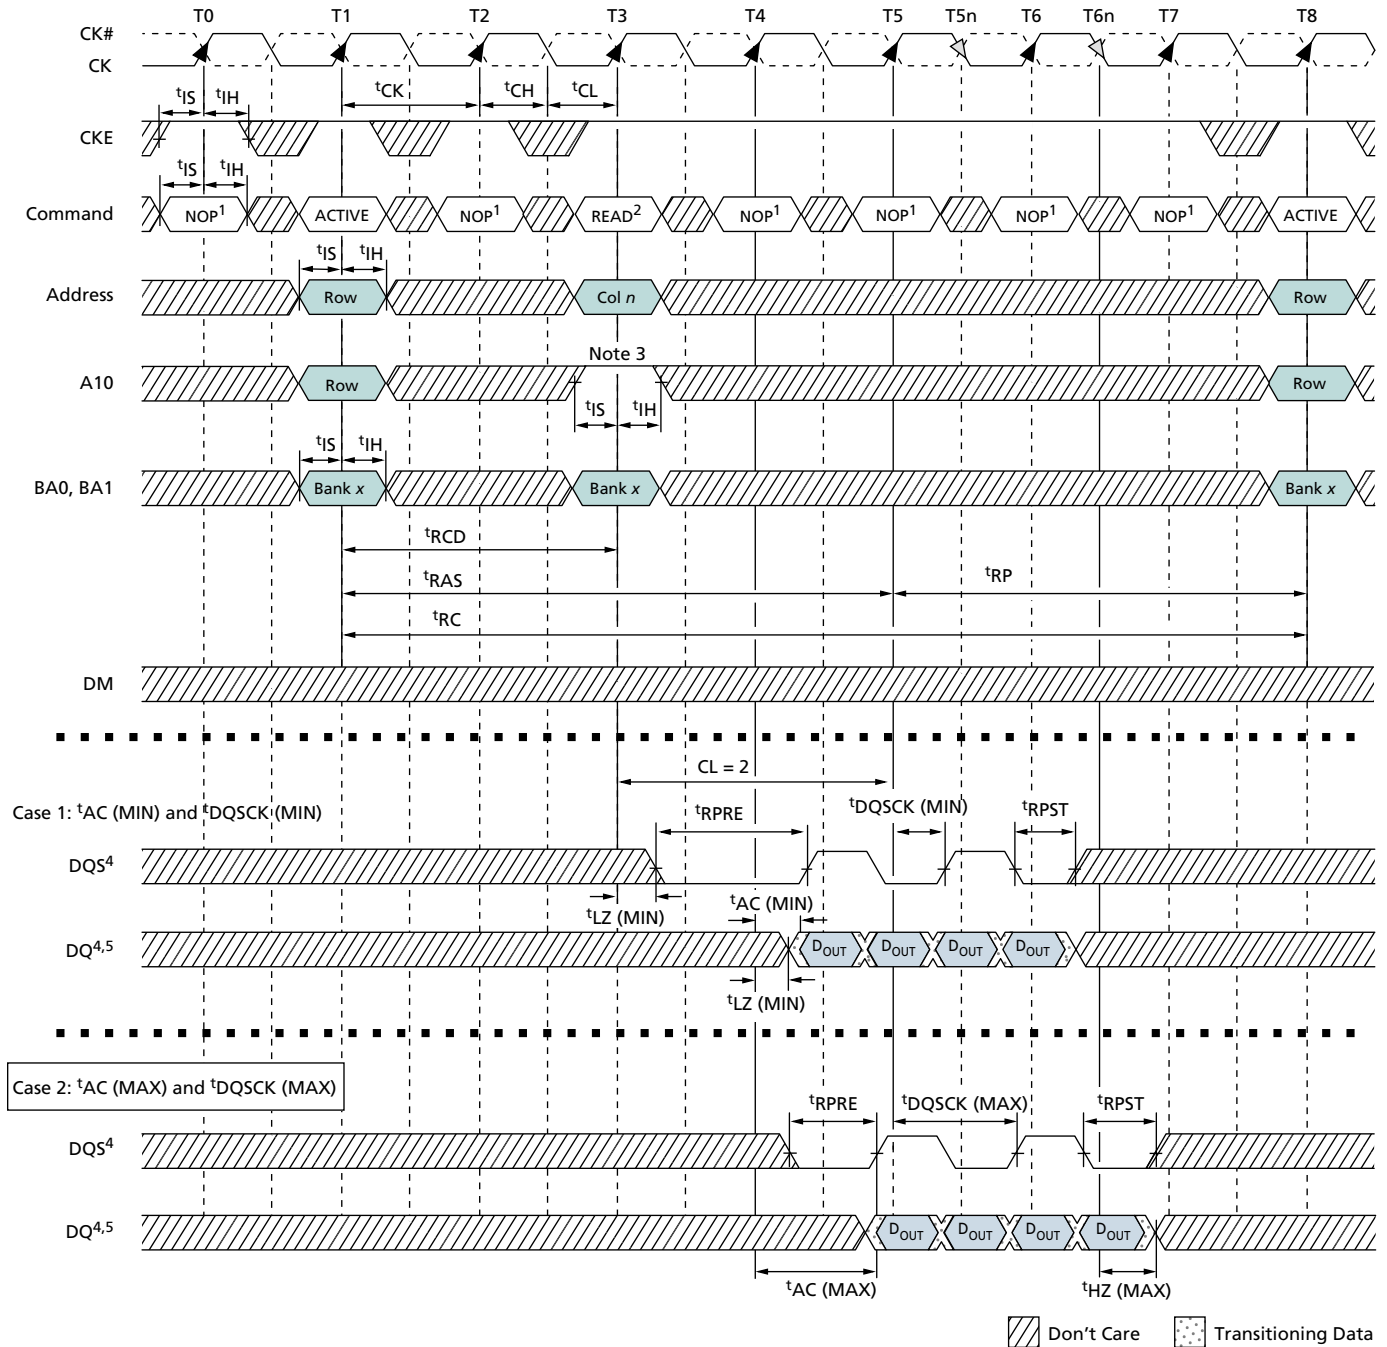 T0 T1 T2 T3 T4 T5 T5n T6 T6n T7 T8
CK#
CK
tCK tCH tCL
tIS tIH
CKE
tIS tIH
Command NOP1 ACTIVE NOP1 READ2 NOP1 NOP1 NOP1 NOP1 ACTIVE
tIS tIH
Address Row Col n Row
Note 3
A10 Row Row
tIS tIH
tIS tIH
BA0, BA1 Bank x Bank x Bank x
tRCD
tRAS tRP
tRC
DM
CL = 2
Case 1: tAC (MIN) and tDQSCK (MIN)
tRPRE tDQSCK (MIN) tRPST
DQS4
tLZ (MIN) tAC (MIN)
DQ4,5 DOUT DOUT DOUT DOUT
tLZ (MIN)
Case 2: tAC (MAX) and tDQSCK (MAX)
tRPRE tDQSCK (MAX) tRPST
DQS4
DQ4,5 DOUT DOUT DOUT DOUT
tAC (MAX) tHZ (MAX)
Don't Care Transitioning Data